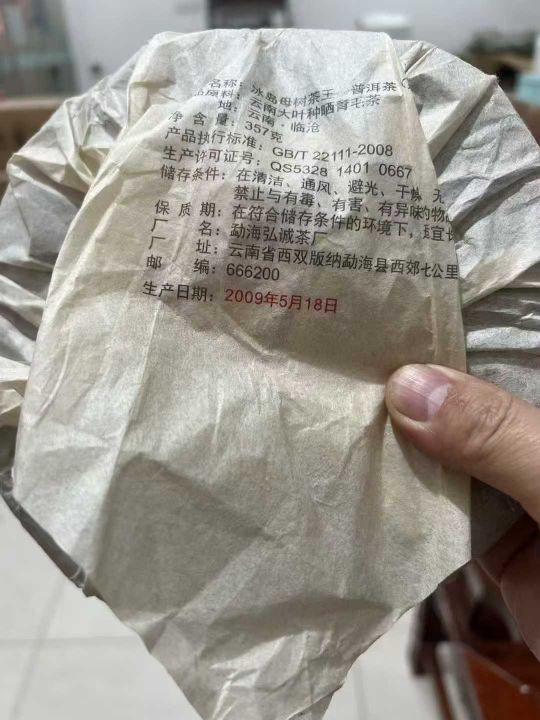 名称：冰岛母树茶王 普洱茶（
品原料：云南大叶种晒青毛茶
地：云南·临沧
净含量：357克
产品执行标准：GB/T 22111-2008
生产许可证号：QS5328 1401 0667
储存条件：在清洁、通风、避光、干燥、无
禁止与有毒、有害、有异味的物
保质期：在符合储存条件的环境下，适宜长
厂名：勐海弘诚茶厂
厂址：云南省西双版纳勐海县西郊七公里
邮编：666200
生产日期：2009年5月18日